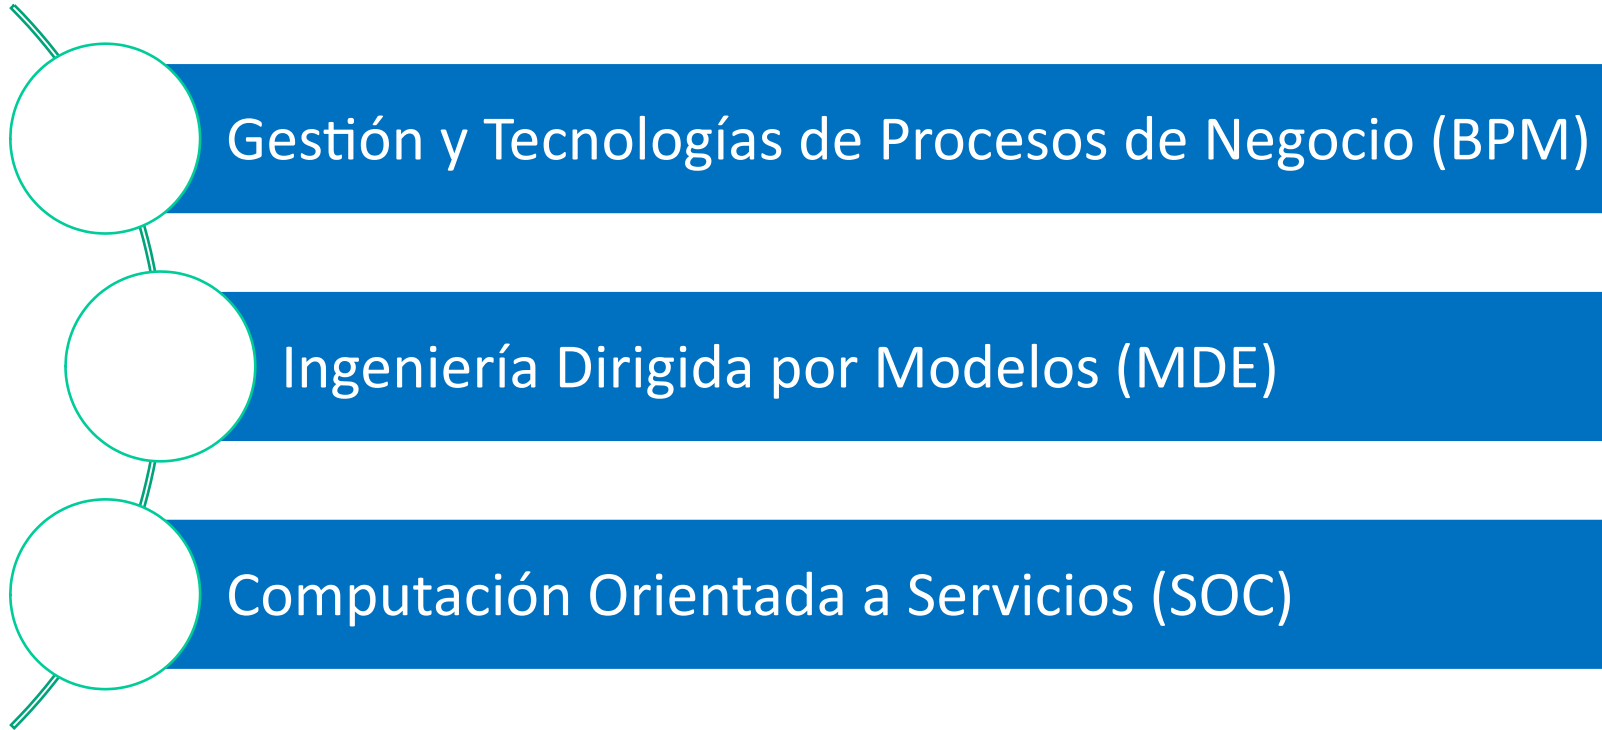 Gestión y Tecnologías de Procesos de Negocio (BPM)
Ingeniería Dirigida por Modelos (MDE)
Computación Orientada a Servicios (SOC)